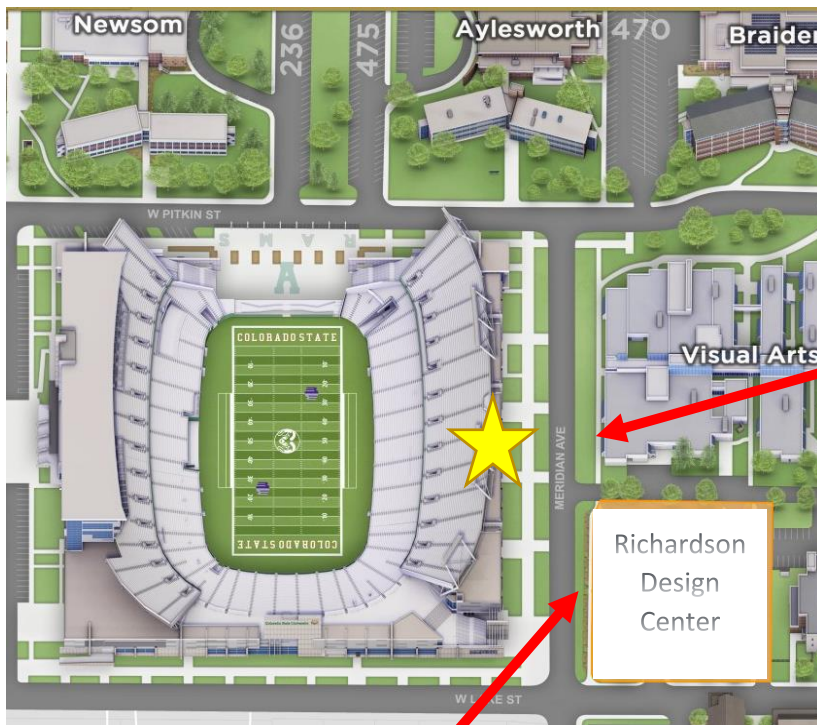 Newsom
236
475
Aylesworth
470
Braiden
W PITKIN ST
R A M S
COLORADO STATE
Visual Arts
MERIDIAN AVE
Richardson
Design
Center
COLORADO STATE
W LAKE ST